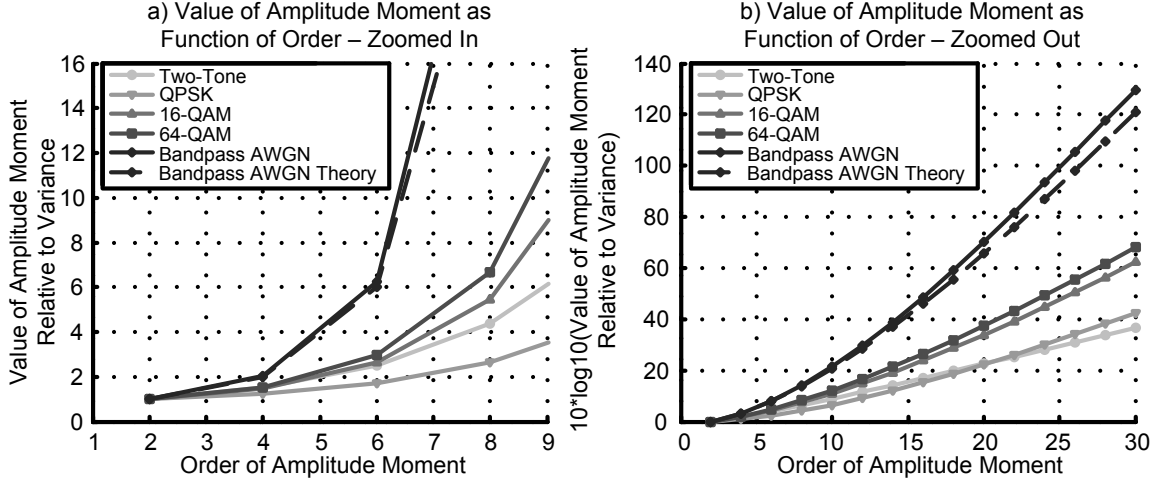 a) Value of Amplitude Moment as
Function of Order – Zoomed In
Value of Amplitude Moment
Relative to Variance
16
14
12
10
8
6
4
2
0
Two-Tone
QPSK
16-QAM
64-QAM
Bandpass AWGN
Bandpass AWGN Theory
1 2 3 4 5 6 7 8 9
Order of Amplitude Moment
b) Value of Amplitude Moment as
Function of Order – Zoomed Out
10*log10(Value of Amplitude Moment
Relative to Variance)
140
120
100
80
60
40
20
0
Two-Tone
QPSK
16-QAM
64-QAM
Bandpass AWGN
Bandpass AWGN Theory
0 5 10 15 20 25 30
Order of Amplitude Moment